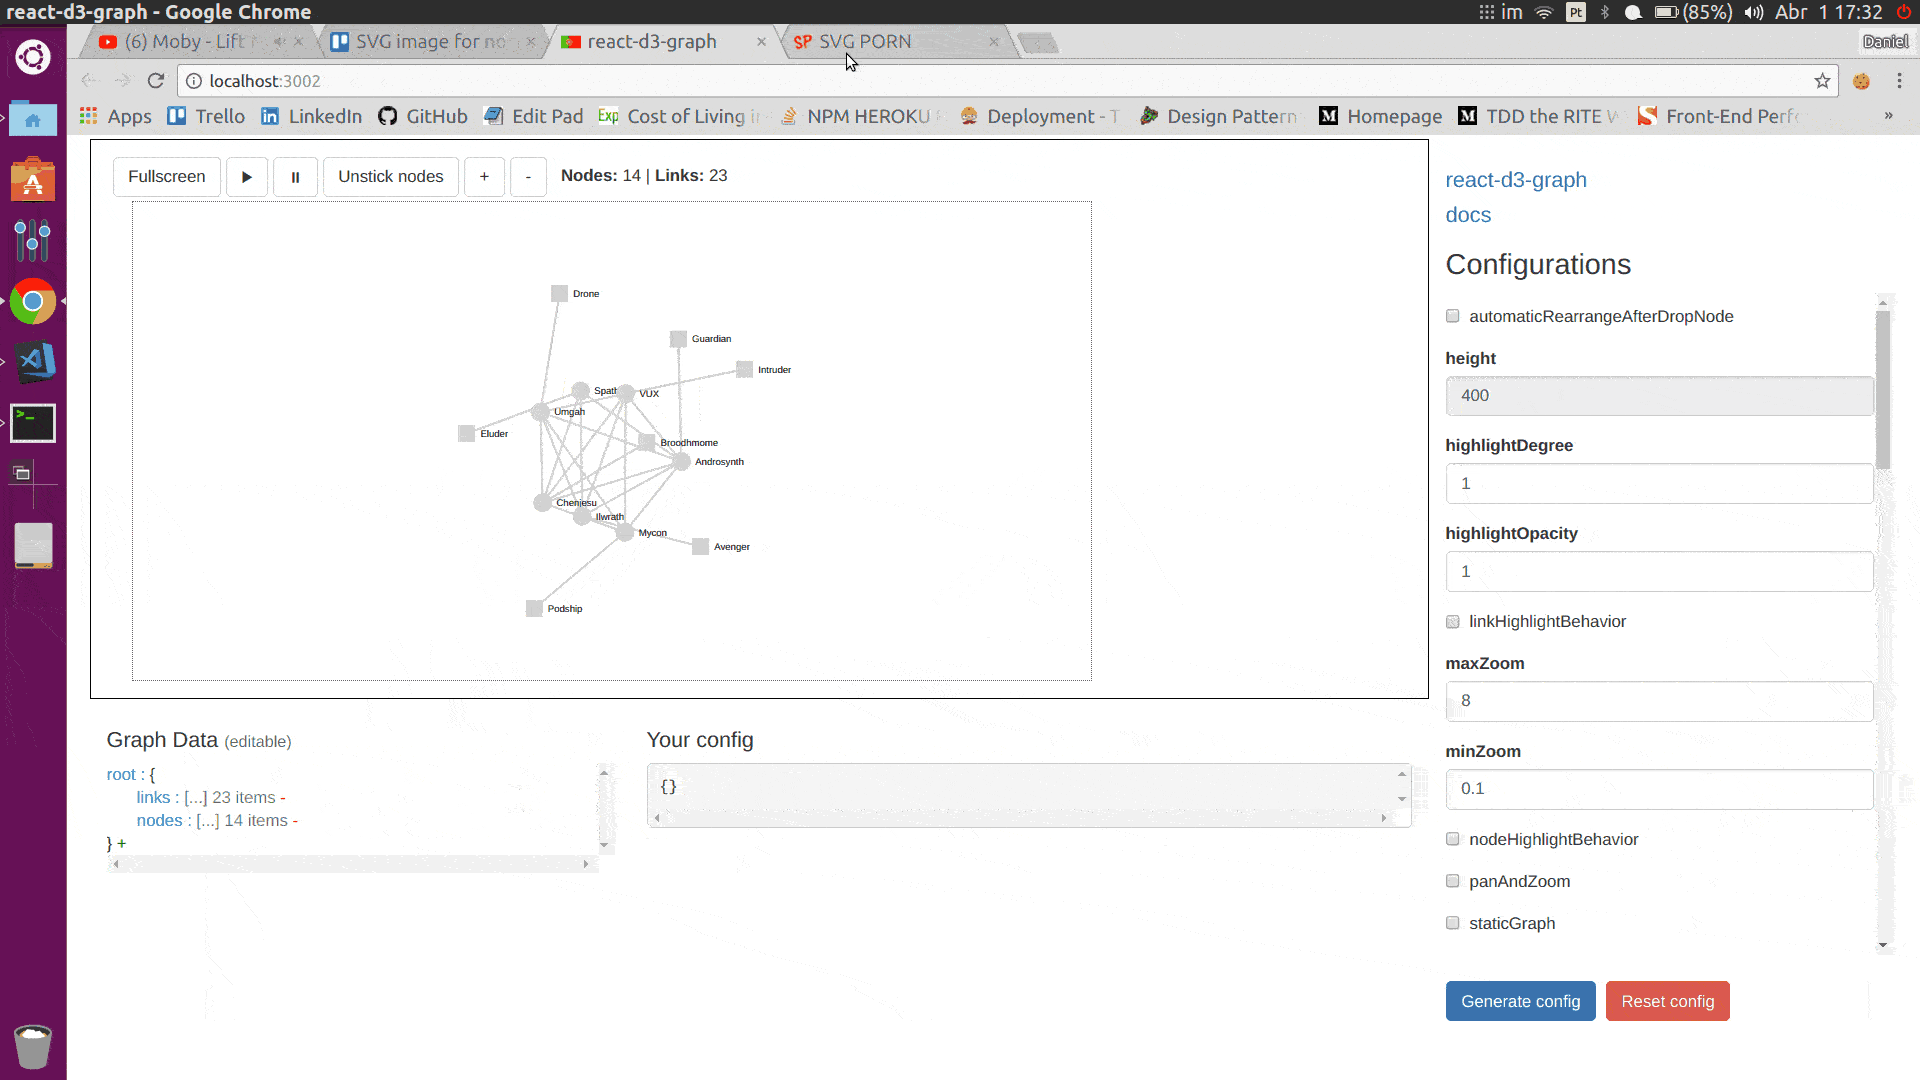 react-d3-graph - Google Chrome
im Pt (85%) Abr 1 17:32
(6) Moby - Lift
SVG image for no
react-d3-graph
SP SVG PORN
Daniel
localhost:3002
Apps Trello LinkedIn GitHub Edit Pad Exp Cost of Living NPM HEROKU Deployment - Design Pattern M Homepage M TDD the RITE Front-End Perf »
Fullscreen
Unstick nodes
+
-
Nodes: 14 | Links: 23
Drone
Guardian
Intruder
Spath
VUX
Umgah
Eluder
Broodhmome
Androsynth
Chenjesu
Ilwrath
Mycon
Avenger
Podship
Graph Data (editable)
root : {
links : [...] 23 items -
nodes : [...] 14 items -
} +
Your config
{}
react-d3-graph
docs
Configurations
automaticRearrangeAfterDropNode
height
400
highlightDegree
1
highlightOpacity
1
linkHighlightBehavior
maxZoom
8
minZoom
0.1
nodeHighlightBehavior
panAndZoom
staticGraph
Generate config
Reset config